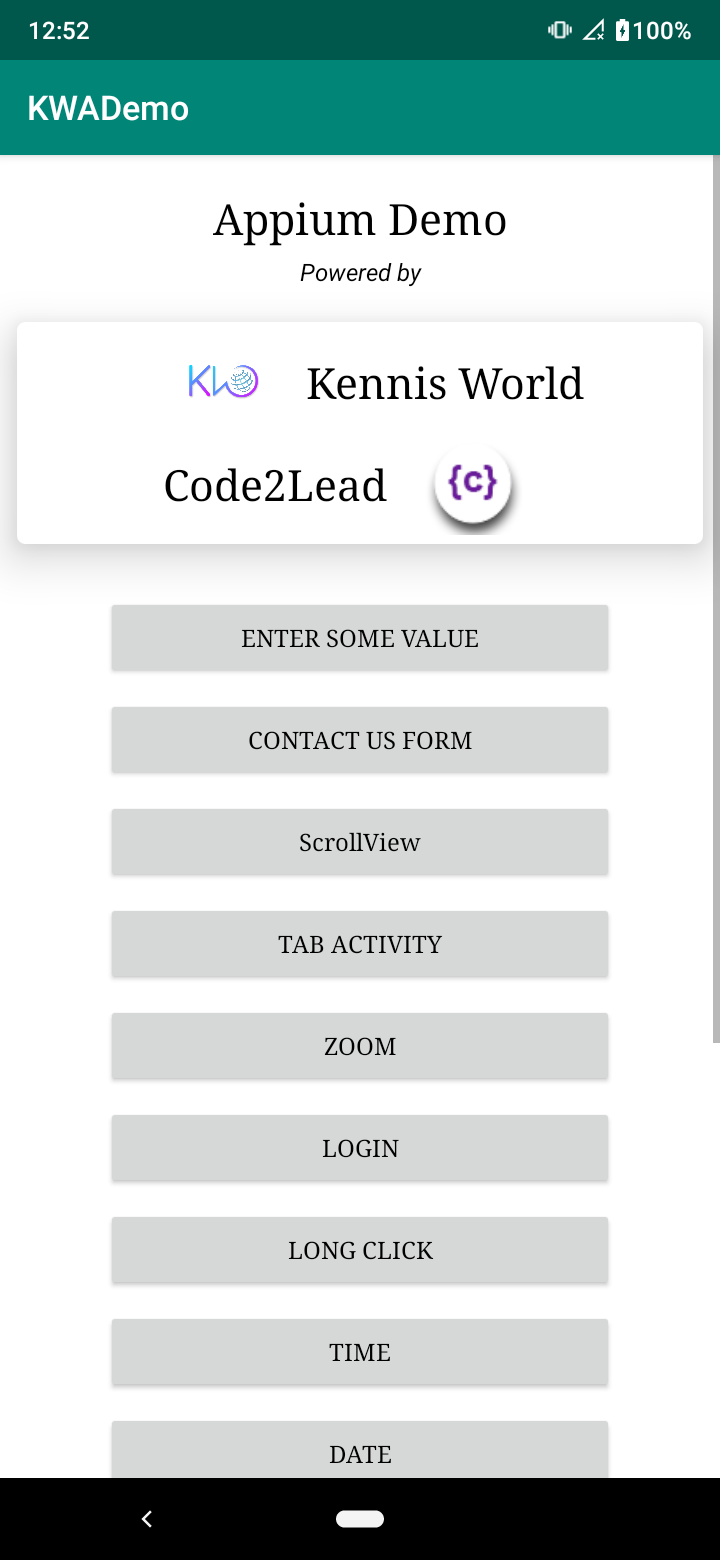 12:52
100%
KWADemo
Appium Demo
Powered by
KWO Kennis World
Code2Lead {c}
ENTER SOME VALUE
CONTACT US FORM
ScrollView
TAB ACTIVITY
ZOOM
LOGIN
LONG CLICK
TIME
DATE